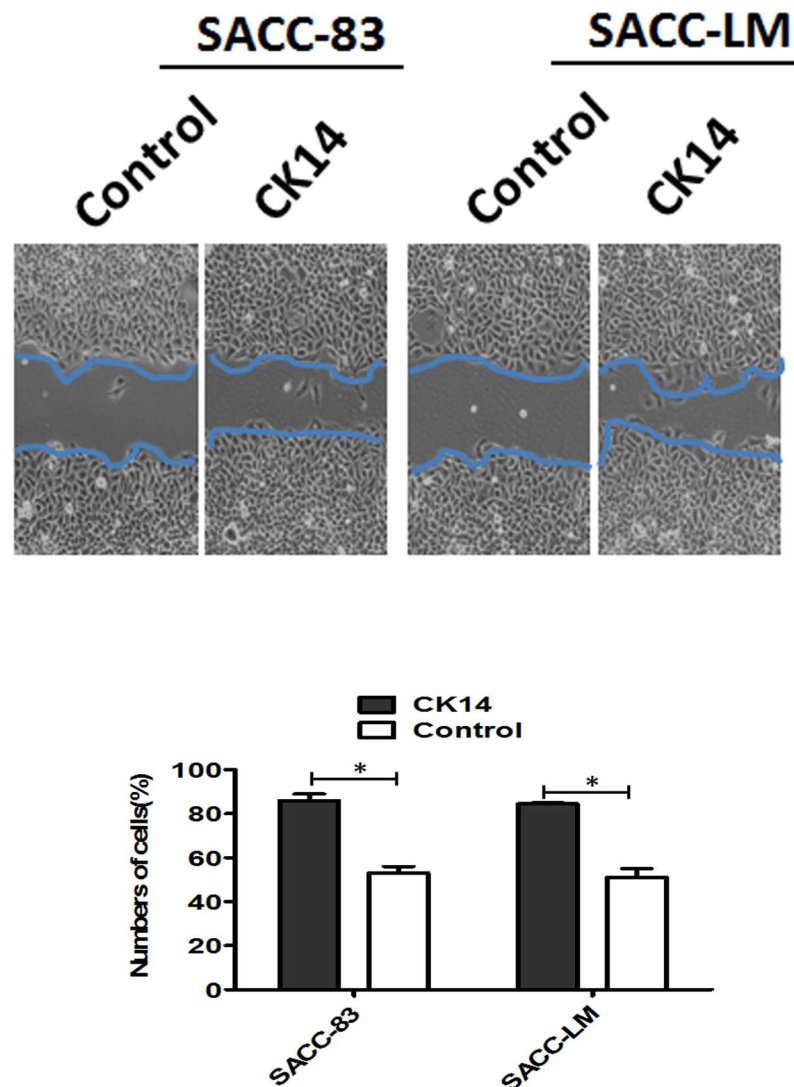 SACC-83 SACC-LM
Control CK14 Control CK14
CK14
Control
* *
Numbers of cells(%)
100
80
60
40
20
0
SACC-83 SACC-LM